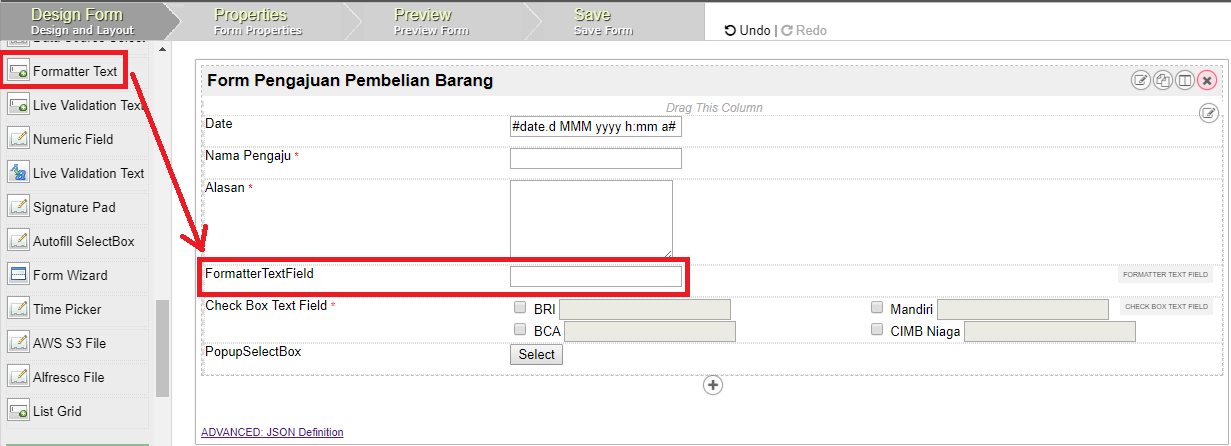 Design Form
Design and Layout
Properties
Form Properties
Preview
Preview Form
Save
Save Form
Undo | Redo
Formatter Text
Live Validation Text
Numeric Field
Live Validation Text
Signature Pad
Autofill SelectBox
Form Wizard
Time Picker
AWS S3 File
Alfresco File
List Grid
Form Pengajuan Pembelian Barang
Drag This Column
Date #date.d MMM yyyy h:mm a#
Nama Pengaju *
Alasan *
FormatterTextField FORMATTER TEXT FIELD
Check Box Text Field * BRI Mandiri CHECK BOX TEXT FIELD
BCA CIMB Niaga
PopupSelectBox Select
ADVANCED: JSON Definition